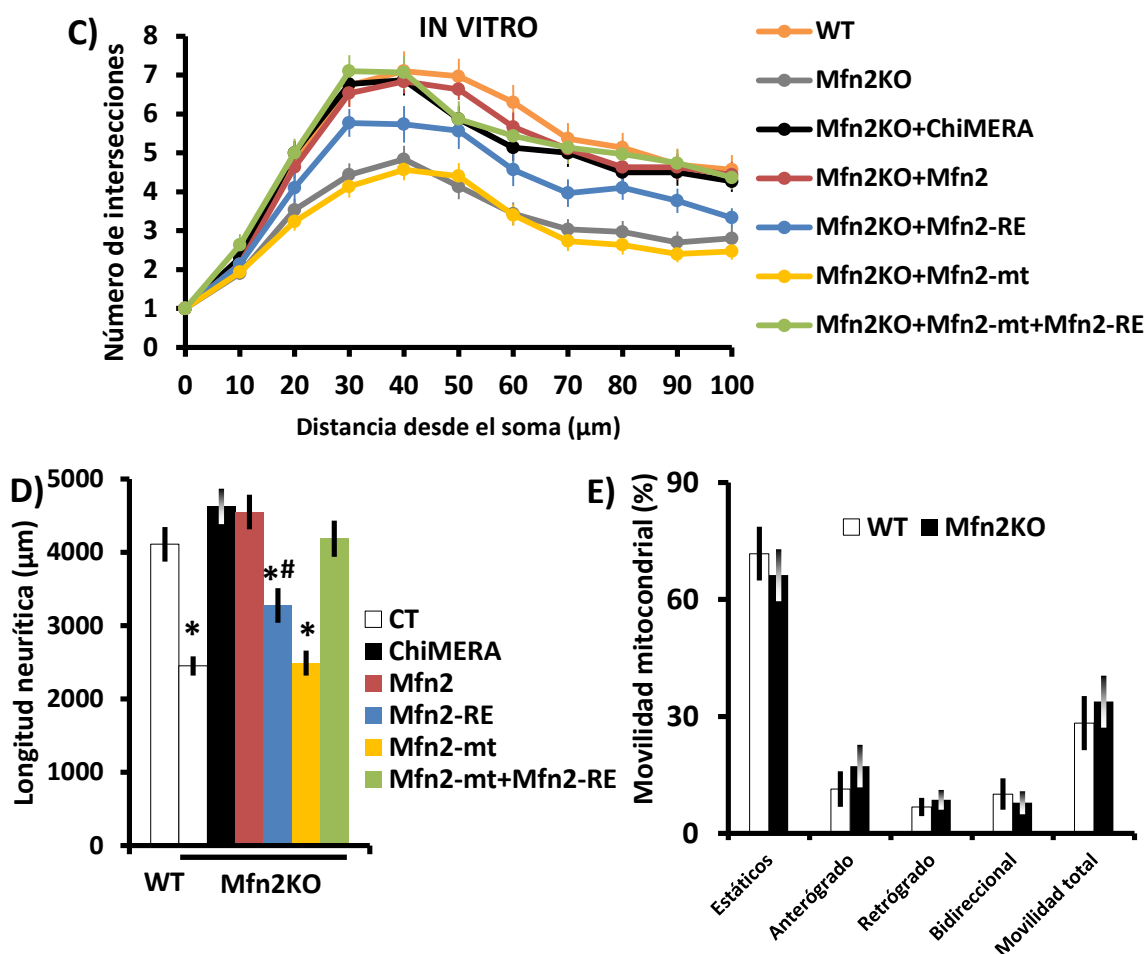 C)
IN VITRO
Número de intersecciones
8
7
6
5
4
3
2
1
0
0 10 20 30 40 50 60 70 80 90 100
Distancia desde el soma (µm)
WT
Mfn2KO
Mfn2KO+ChiMERA
Mfn2KO+Mfn2
Mfn2KO+Mfn2-RE
Mfn2KO+Mfn2-mt
Mfn2KO+Mfn2-mt+Mfn2-RE
D)
Longitud neurítica (µm)
5000
4000
3000
2000
1000
0
*
*#
*
WT
Mfn2KO
CT
ChiMERA
Mfn2
Mfn2-RE
Mfn2-mt
Mfn2-mt+Mfn2-RE
E)
Movilidad mitocondrial (%)
90
60
30
0
WT Mfn2KO
Estáticos
Anterógrado
Retrógrado
Bidireccional
Movilidad total